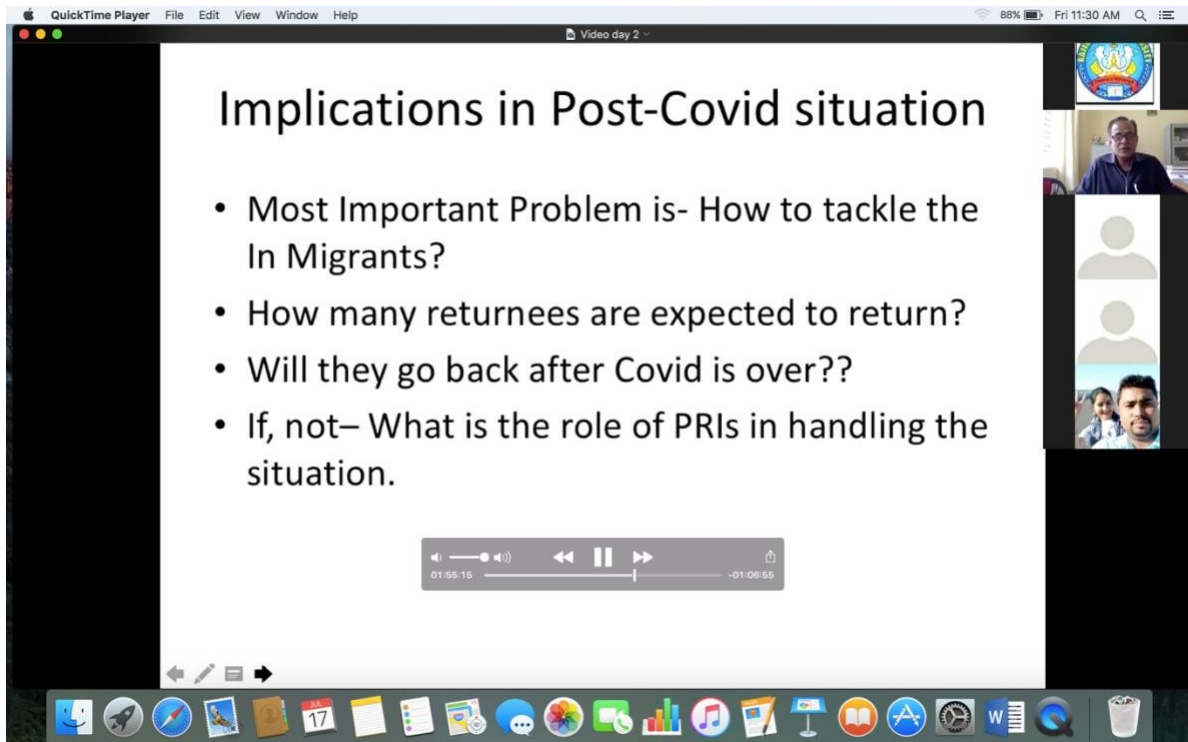 QuickTime Player File Edit View Window Help
88% Fri 11:30 AM
Video day 2
Implications in Post-Covid situation
• Most Important Problem is- How to tackle the
In Migrants?
• How many returnees are expected to return?
• Will they go back after Covid is over??
• If, not– What is the role of PRIs in handling the
situation.
01:55:15 -01:06:55
JUL
17
W